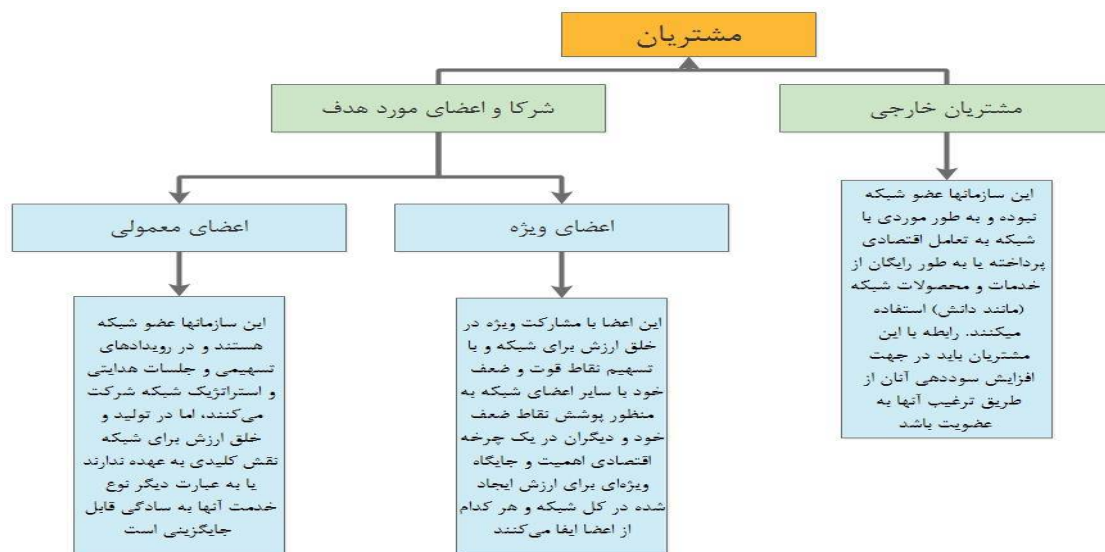 مشتریان
مشتریان خارجی
شرکا و اعضای مورد هدف
این سازمانها عضو شبکه
نبوده و به طور موردی با
شبکه به تعامل اقتصادی
پرداخته یا به طور رایگان از
خدمات و محصولات شبکه
(مانند دانش) استفاده
میکنند. رابطه با این
مشتریان باید در جهت
افزایش سوددهی آنان از
طریق ترغیب آنها به
عضویت باشد
اعضای ویژه
این اعضا با مشارکت ویژه در
خلق ارزش برای شبکه و با
تسهیم نقاط قوت و ضعف
خود با سایر اعضای شبکه به
منظور پوشش نقاط ضعف
خود و دیگران در یک چرخه
اقتصادی اهمیت و جایگاه
ویژه‌ای برای ارزش ایجاد
شده در کل شبکه و هر کدام
از اعضا ایفا می‌کنند
اعضای معمولی
این سازمانها عضو شبکه
هستند و در رویدادهای
تسهیمی و جلسات هدایتی
و استراتژیک شبکه شرکت
می‌کنند، اما در تولید و
خلق ارزش برای شبکه
نقش کلیدی به عهده ندارند
یا به عبارت دیگر نوع
خدمت آنها به سادگی قابل
جایگزینی است